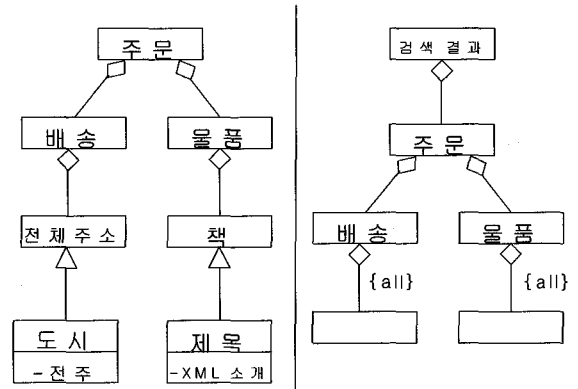 주문
배송
물품
전체주소
책
도시
-전주
제목
-XML 소개
검색 결과
주문
배송
물품
{all}
{all}